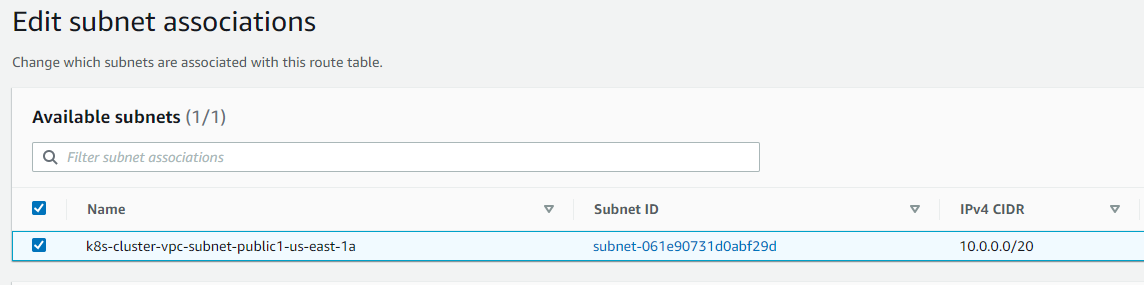 Edit subnet associations
Change which subnets are associated with this route table.
Available subnets (1/1)
Filter subnet associations
Name Subnet ID IPv4 CIDR
k8s-cluster-vpc-subnet-public1-us-east-1a subnet-061e90731d0abf29d 10.0.0.0/20